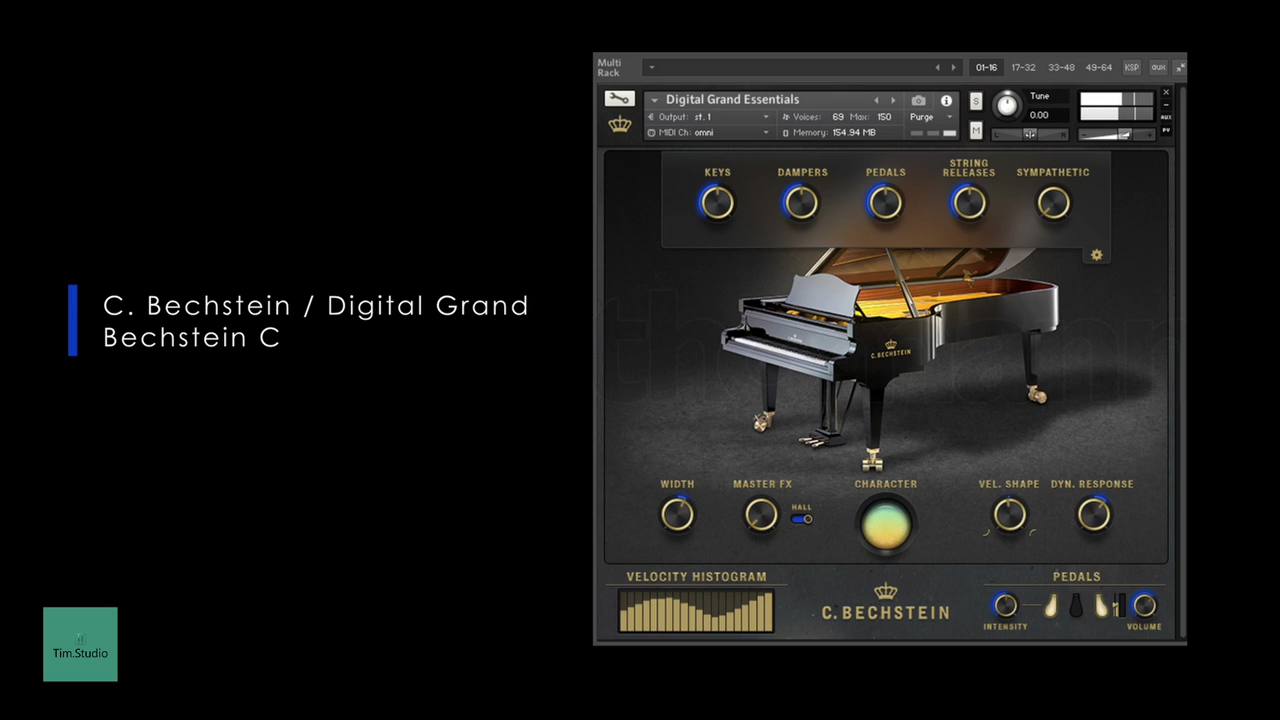 C. Bechstein / Digital Grand
Bechstein C
Tim.Studio
Multi
Rack
01-16 17-32 33-48 49-64 KSP aux
Digital Grand Essentials
S
Tune
0.00
Output: st. 1 Voices: 69 Max: 150 Purge
MIDI Ch: omni Memory: 154.94 MB
M
L R
AUX
PV
KEYS DAMPERS PEDALS STRING RELEASES SYMPATHETIC
C.BECHSTEIN
WIDTH MASTER FX CHARACTER VEL. SHAPE DYN. RESPONSE
HALL
VELOCITY HISTOGRAM
C.BECHSTEIN
PEDALS
INTENSITY VOLUME